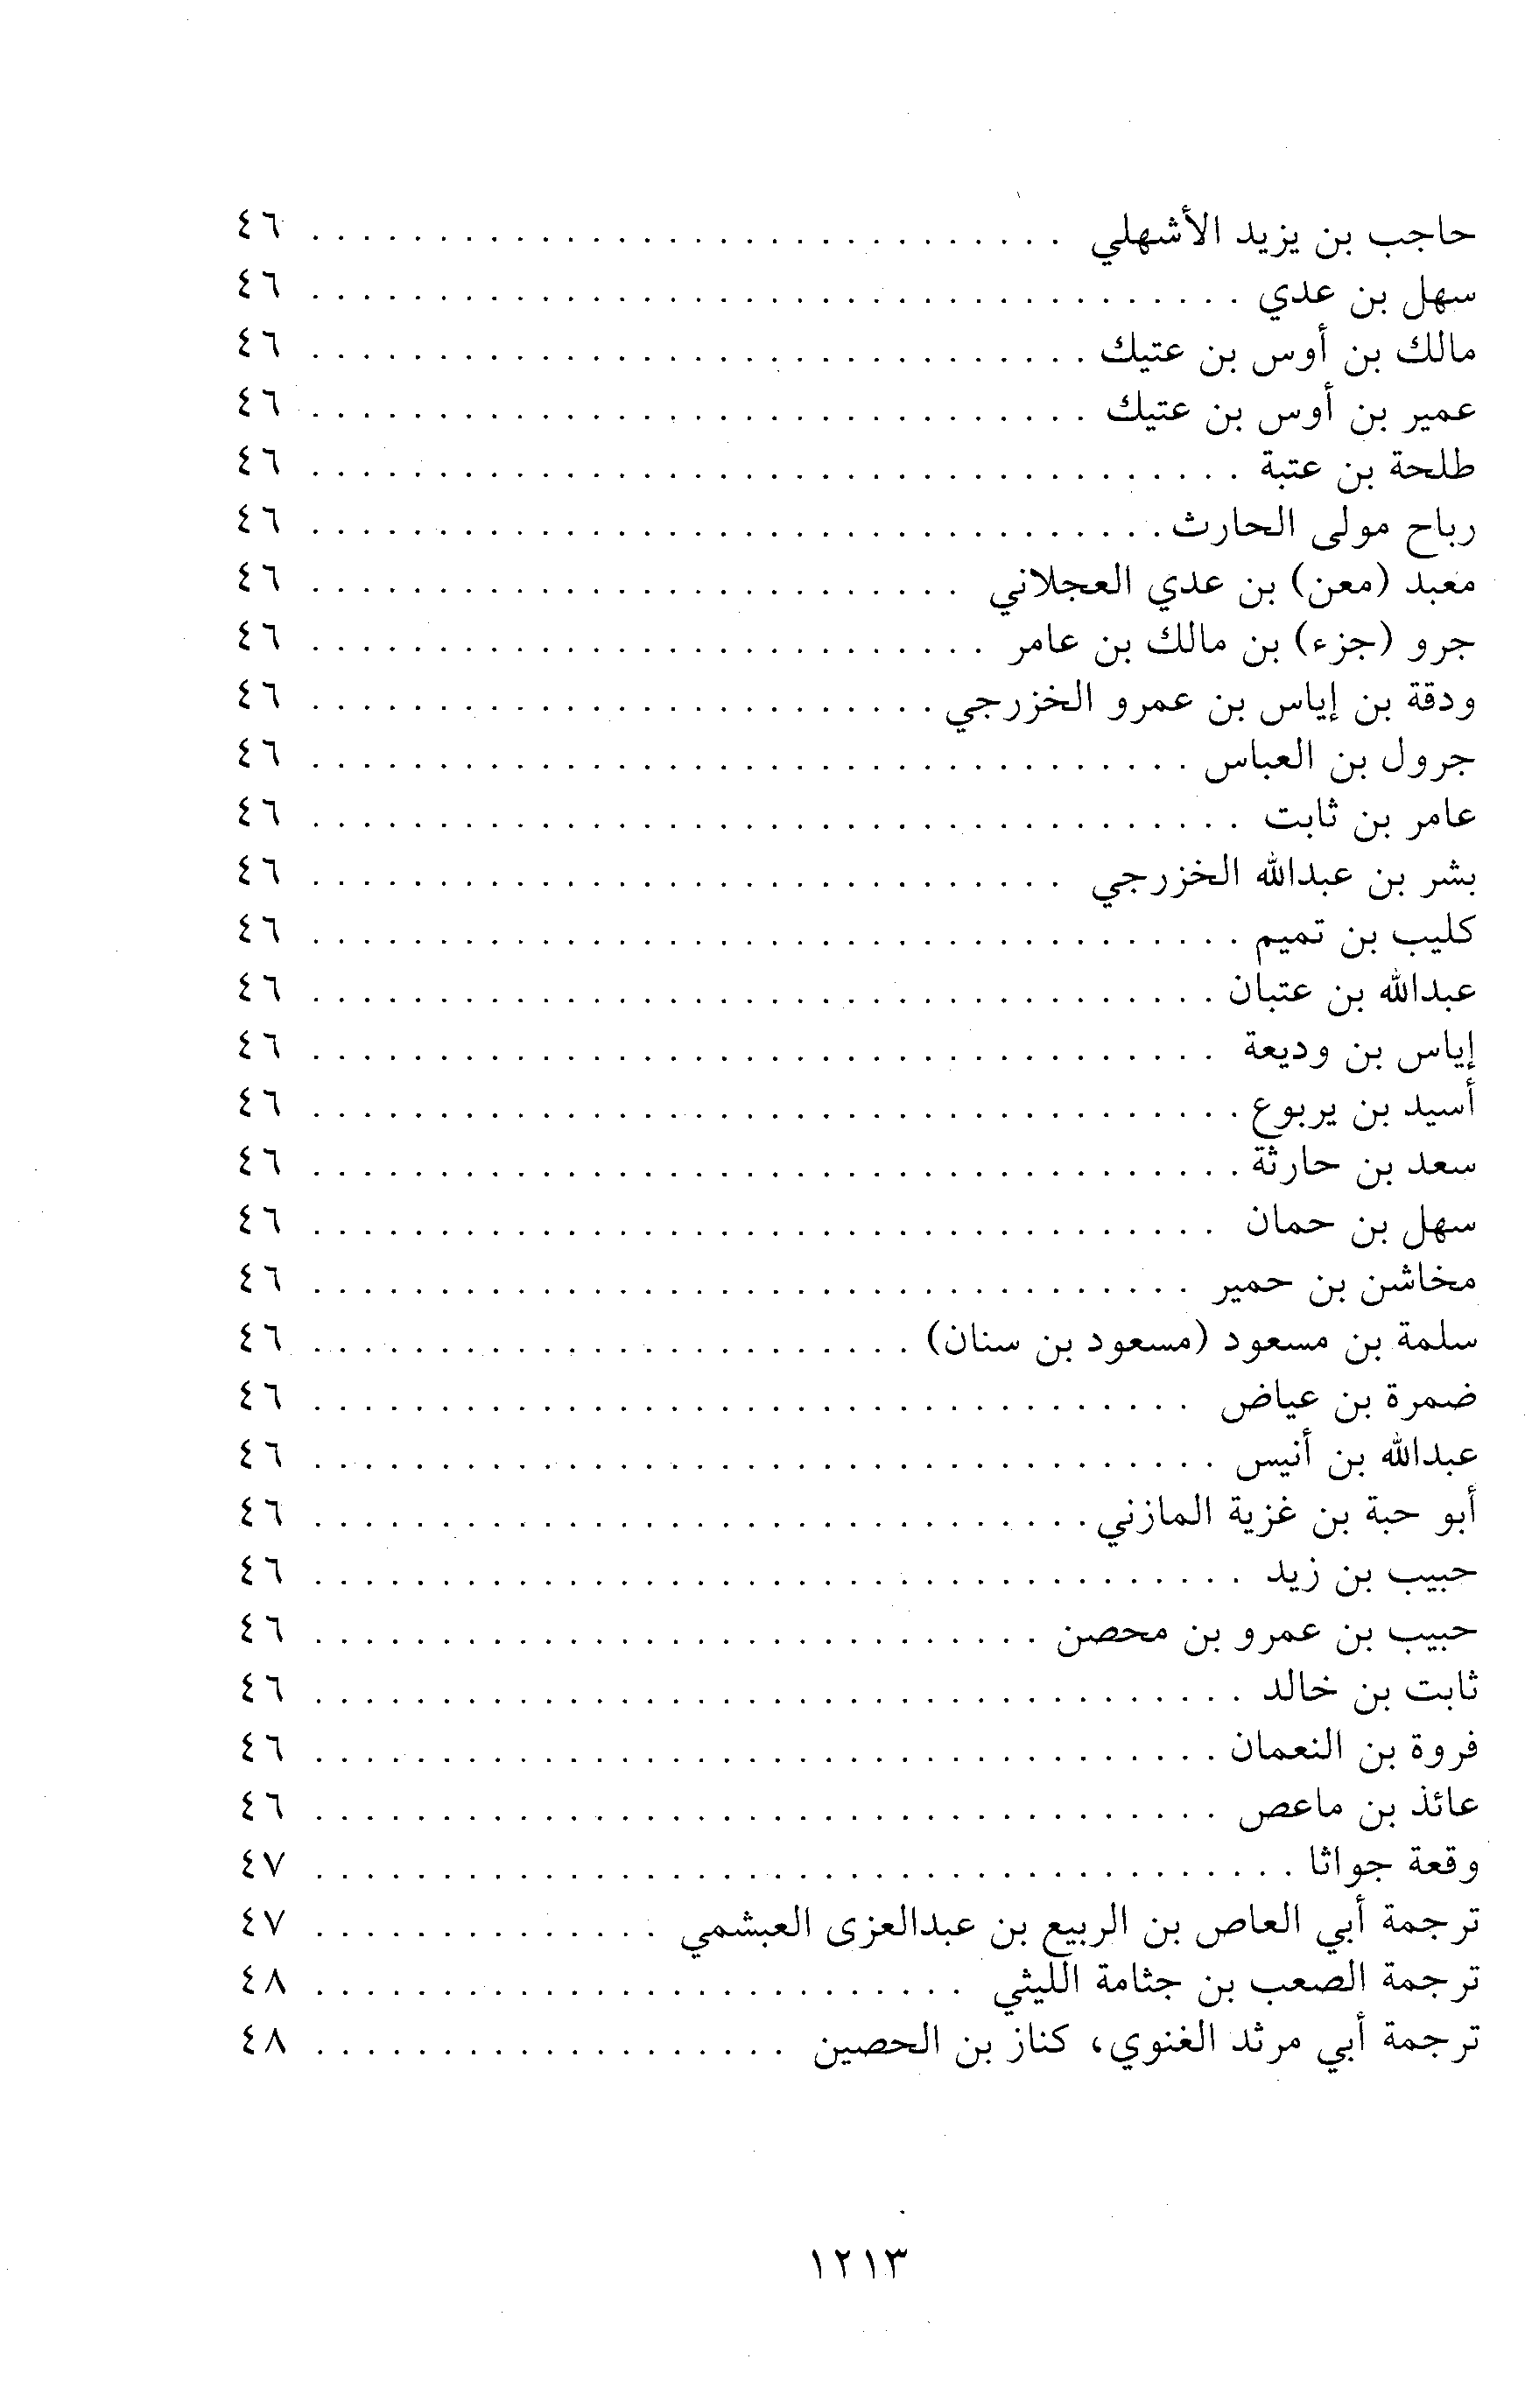 حاجب بن يزيد الأشهلي . . . . . . . . . . . . . . . . . . . . ٤٦
سهل بن عدي . . . . . . . . . . . . . . . . . . . . ٤٦
مالك بن أوس بن عتيك . . . . . . . . . . . . . . . . . . . . ٤٦
عمير بن أوس بن عتيك . . . . . . . . . . . . . . . . . . . . ٤٦
طلحة بن عتبة . . . . . . . . . . . . . . . . . . . . ٤٦
رباح مولى الحارث . . . . . . . . . . . . . . . . . . . . ٤٦
معبد (معن) بن عدي العجلاني . . . . . . . . . . . . . . . . . . . . ٤٦
جرو (جزء) بن مالك بن عامر . . . . . . . . . . . . . . . . . . . . ٤٦
ودقة بن إياس بن عمرو الخزرجي . . . . . . . . . . . . . . . . . . . . ٤٦
جرول بن العباس . . . . . . . . . . . . . . . . . . . . ٤٦
عامر بن ثابت . . . . . . . . . . . . . . . . . . . . ٤٦
بشر بن عبدالله الخزرجي . . . . . . . . . . . . . . . . . . . . ٤٦
كليب بن تميم . . . . . . . . . . . . . . . . . . . . ٤٦
عبدالله بن عتبان . . . . . . . . . . . . . . . . . . . . ٤٦
إياس بن وديعة . . . . . . . . . . . . . . . . . . . . ٤٦
أسيد بن يربوع . . . . . . . . . . . . . . . . . . . . ٤٦
سعد بن حارثة . . . . . . . . . . . . . . . . . . . . ٤٦
سهل بن حمان . . . . . . . . . . . . . . . . . . . . ٤٦
مخاشن بن حمير . . . . . . . . . . . . . . . . . . . . ٤٦
سلمة بن مسعود (مسعود بن سنان) . . . . . . . . . . . . . . . . . . . . ٤٦
ضمرة بن عياض . . . . . . . . . . . . . . . . . . . . ٤٦
عبدالله بن أنيس . . . . . . . . . . . . . . . . . . . . ٤٦
أبو حبة بن غزية المازني . . . . . . . . . . . . . . . . . . . . ٤٦
حبيب بن زيد . . . . . . . . . . . . . . . . . . . . ٤٦
حبيب بن عمرو بن محصن . . . . . . . . . . . . . . . . . . . . ٤٦
ثابت بن خالد . . . . . . . . . . . . . . . . . . . . ٤٦
فروة بن النعمان . . . . . . . . . . . . . . . . . . . . ٤٦
عائذ بن ماعص . . . . . . . . . . . . . . . . . . . . ٤٦
وقعة جواثا . . . . . . . . . . . . . . . . . . . . ٤٧
ترجمة أبي العاص بن الربيع بن عبدالعزى العبشمي . . . . . . . . . . . . . . ٤٧
ترجمة الصعب بن جثامة الليثي . . . . . . . . . . . . . . . . . . . . ٤٨
ترجمة أبي مرثد الغنوي، كناز بن الحصين . . . . . . . . . . . . . . . . . . . ٤٨
١٢١٣